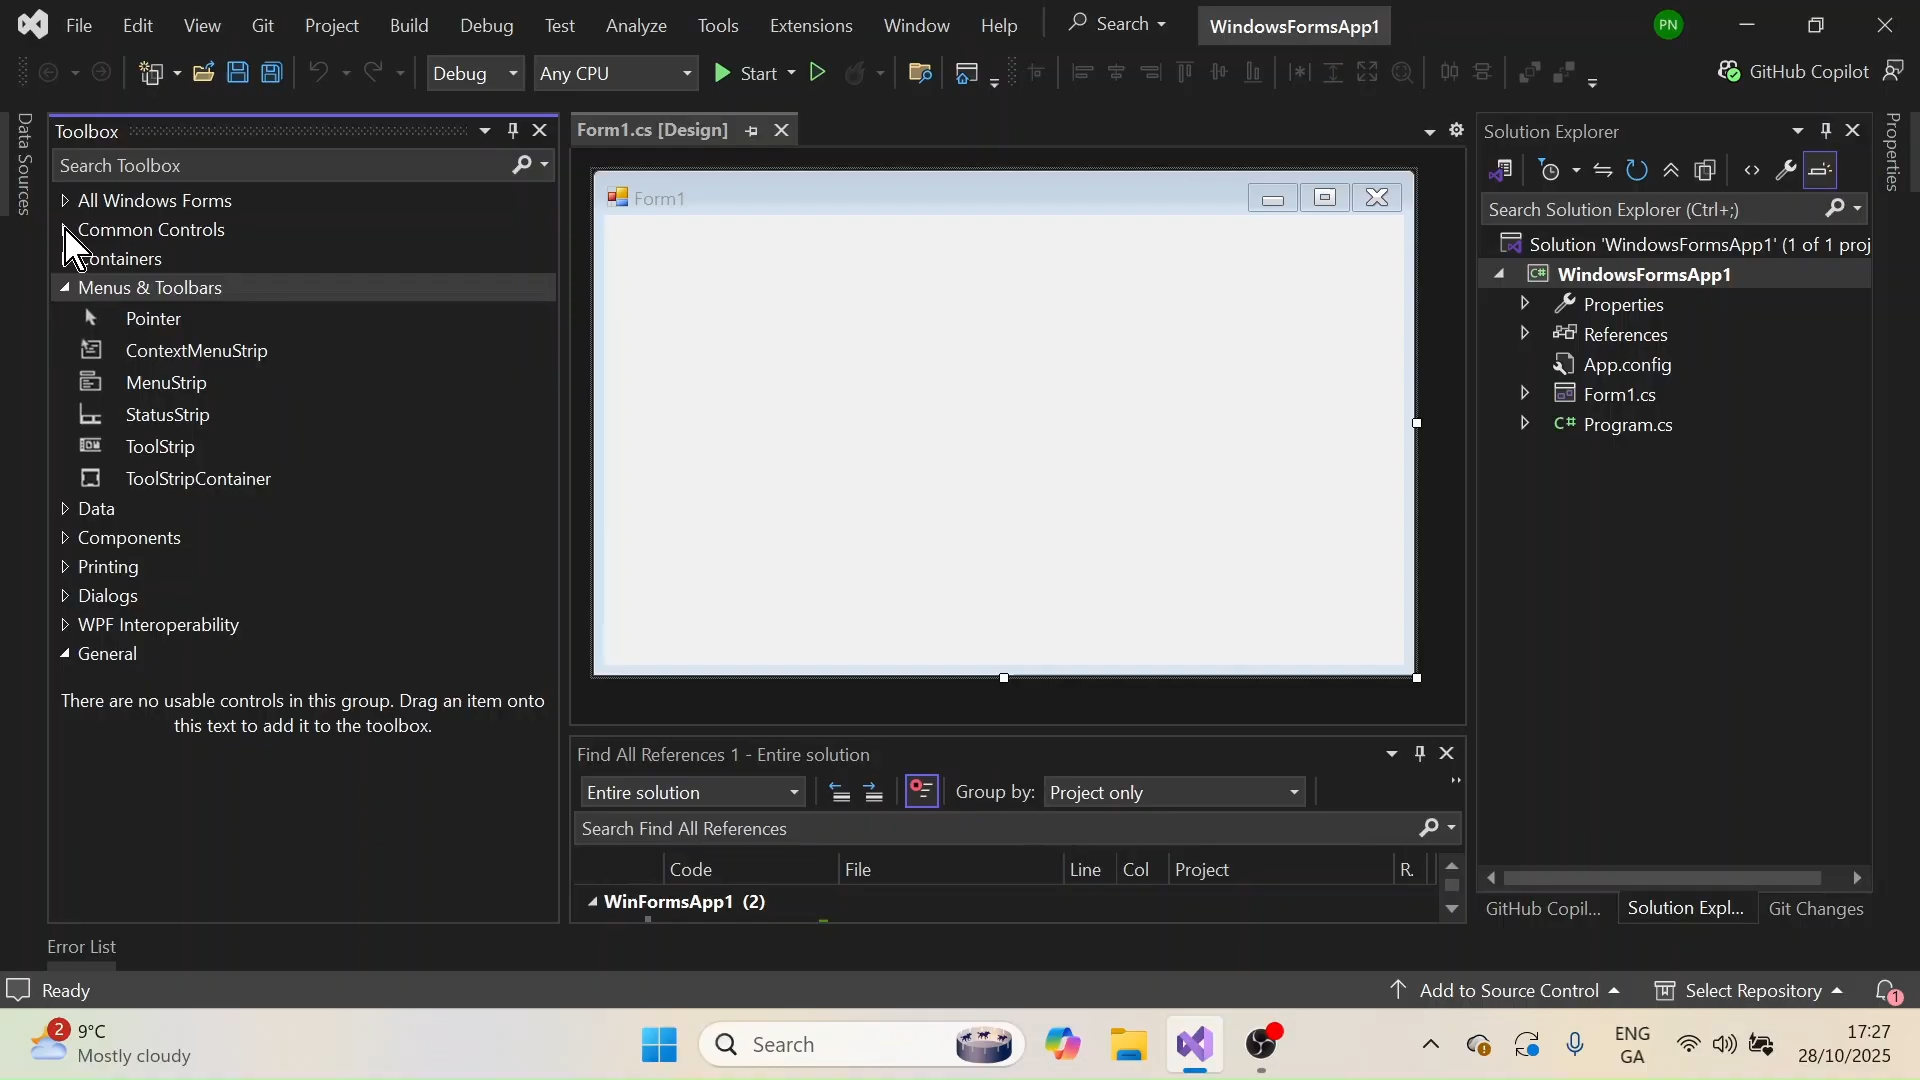 File Edit View Git Project Build Debug Test Analyze Tools Extensions Window Help Search WindowsFormsApp1 PN
Debug Any CPU Start GitHub Copilot
Data Sources
Toolbox
Search Toolbox
All Windows Forms
Common Controls
Containers
Menus & Toolbars
Pointer
ContextMenuStrip
MenuStrip
StatusStrip
ToolStrip
ToolStripContainer
Data
Components
Printing
Dialogs
WPF Interoperability
General
There are no usable controls in this group. Drag an item onto
this text to add it to the toolbox.
Form1.cs [Design]
Form1
Find All References 1 - Entire solution
Entire solution Group by: Project only
Search Find All References
Code File Line Col Project R.
WinFormsApp1 (2)
Solution Explorer
Search Solution Explorer (Ctrl+;)
Solution 'WindowsFormsApp1' (1 of 1 proj
WindowsFormsApp1
Properties
References
App.config
Form1.cs
C# Program.cs
GitHub Copil... Solution Expl... Git Changes
Properties
Error List
Ready Add to Source Control Select Repository 1
2 9°C
Mostly cloudy
Search
ENG
GA
17:27
28/10/2025